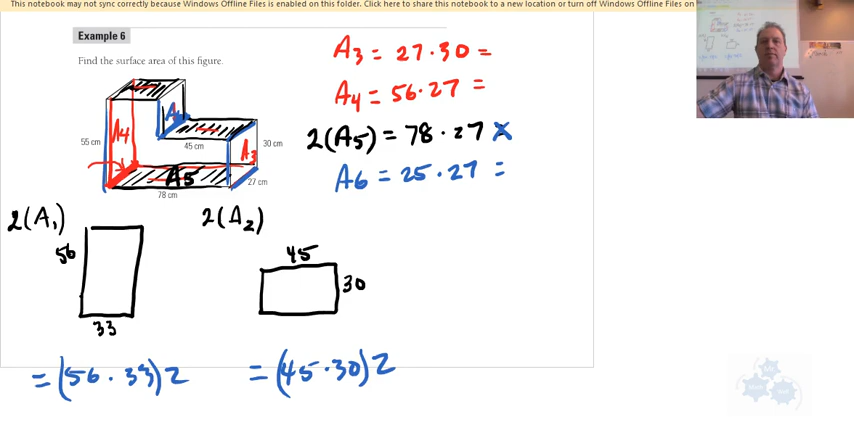 This notebook may not sync correctly because Windows Offline Files is enabled on this folder. Click here to share this notebook to a new location or turn off Windows Offline Files on
Example 6
Find the surface area of this figure.
A3 = 27·30 =
A4 = 56·27 =
2(A5) = 78·27 ×
A6 = 25·27 =
55 cm
A4
A6
45 cm
30 cm
A3
A5
27 cm
78 cm
2(A1)
56
33
2(A2)
45
30
= (56·33)2
= (45·30)2